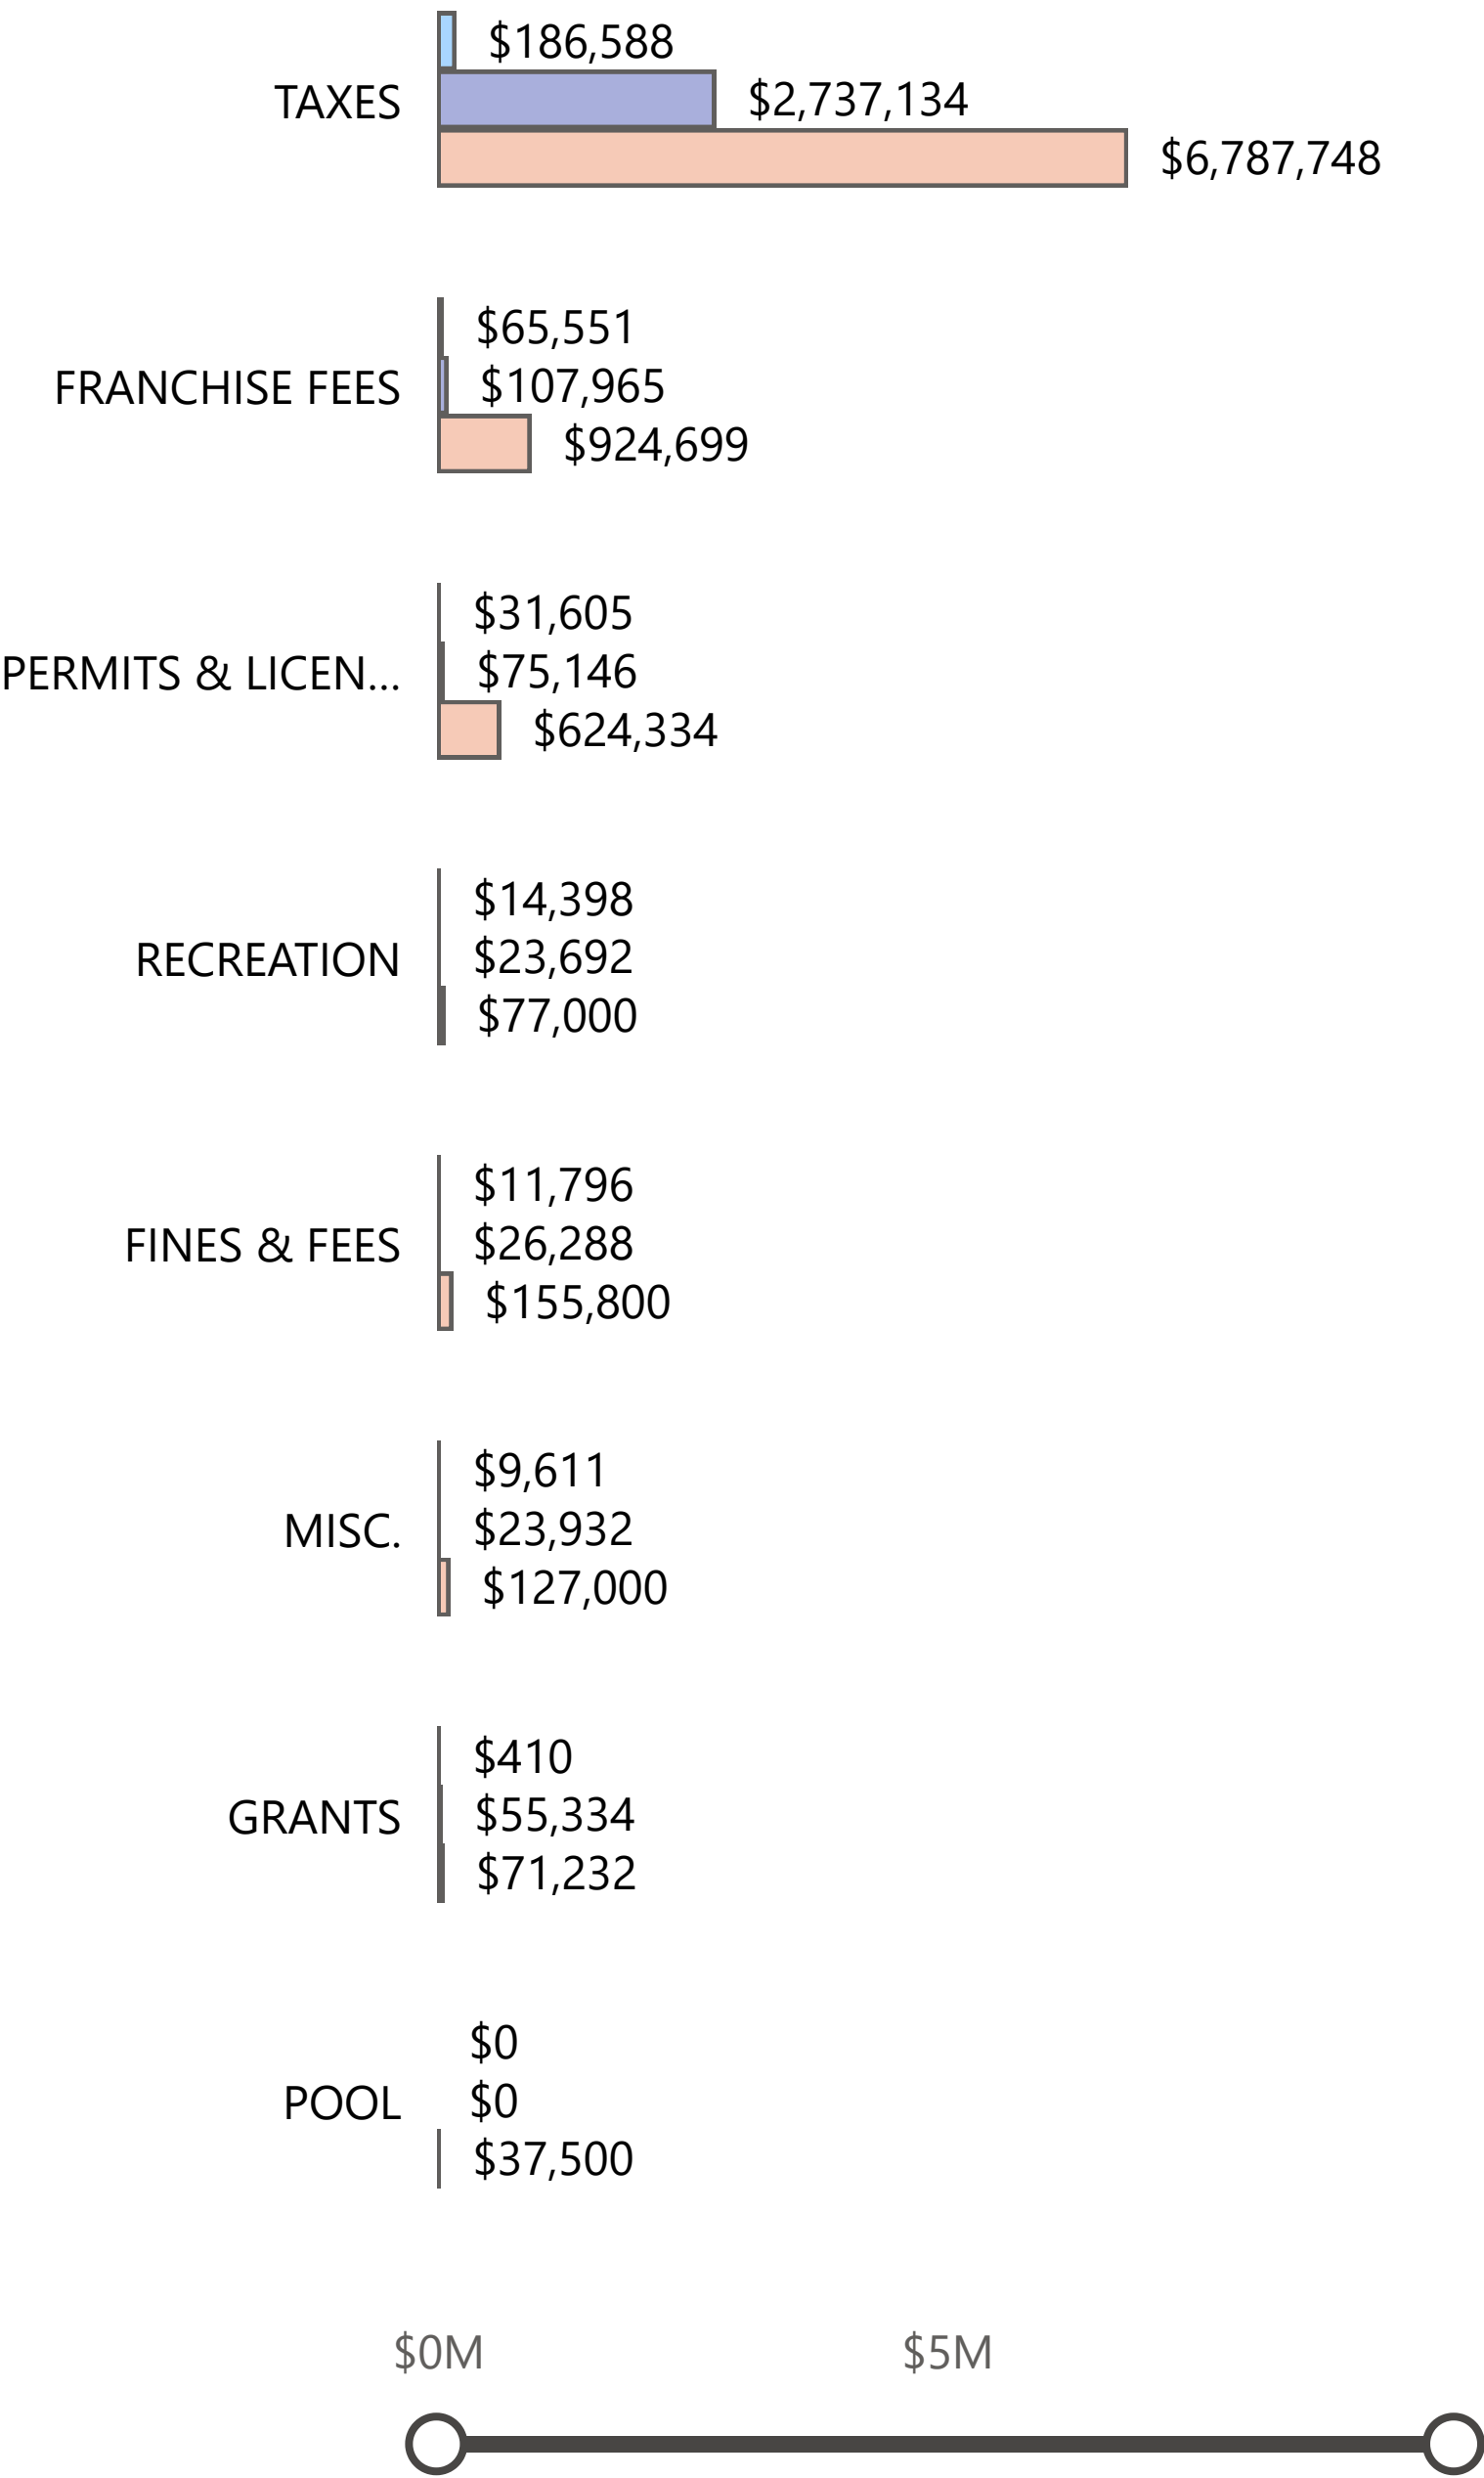 $186,588
TAXES
$2,737,134
$6,787,748
$65,551
FRANCHISE FEES
$107,965
$924,699
$31,605
PERMITS & LICEN...
$75,146
$624,334
$14,398
RECREATION
$23,692
$77,000
$11,796
FINES & FEES
$26,288
$155,800
$9,611
MISC.
$23,932
$127,000
$410
GRANTS
$55,334
$71,232
$0
POOL
$0
$37,500
$0M $5M